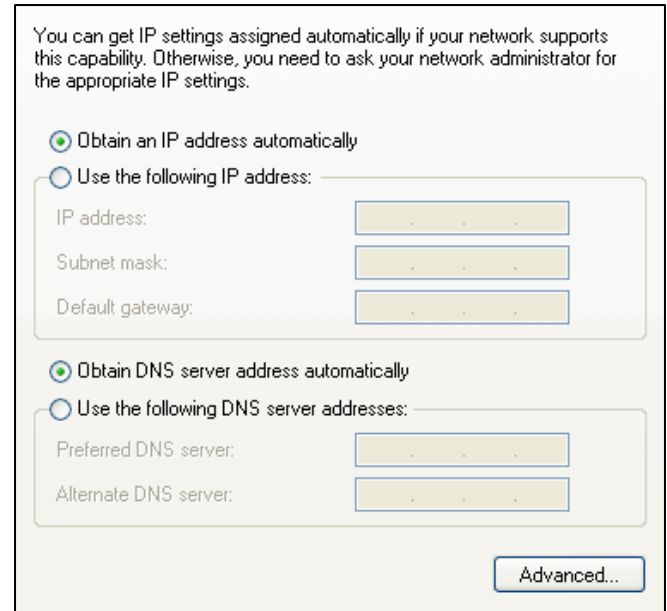 You can get IP settings assigned automatically if your network supports
this capability. Otherwise, you need to ask your network administrator for
the appropriate IP settings.
Obtain an IP address automatically
Use the following IP address:
IP address:
Subnet mask:
Default gateway:
Obtain DNS server address automatically
Use the following DNS server addresses:
Preferred DNS server:
Alternate DNS server:
Advanced...